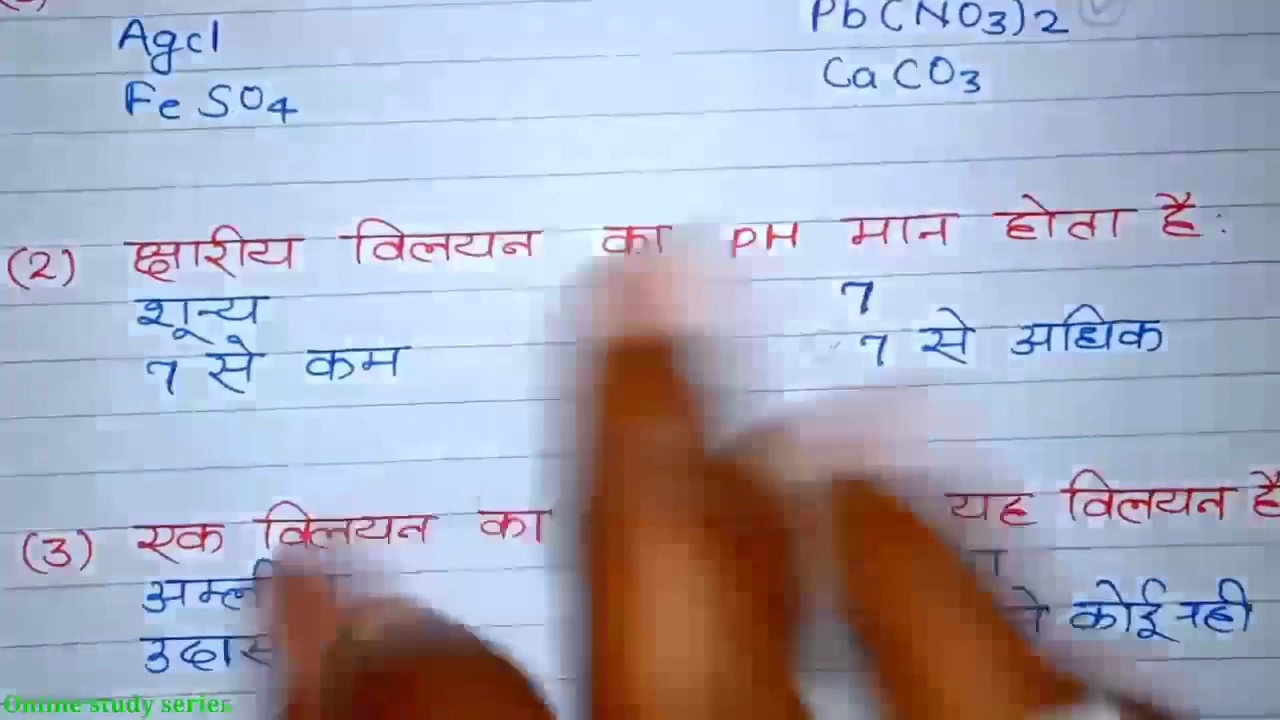 Agcl Pb(NO3)2
FeSO4 CaCO3
(2) क्षारीय विलयन का PH मान होता है:
शून्य 7
7 से कम 7 से अधिक
(3) एक विलयन का यह विलयन है
कोई नही
Online study series